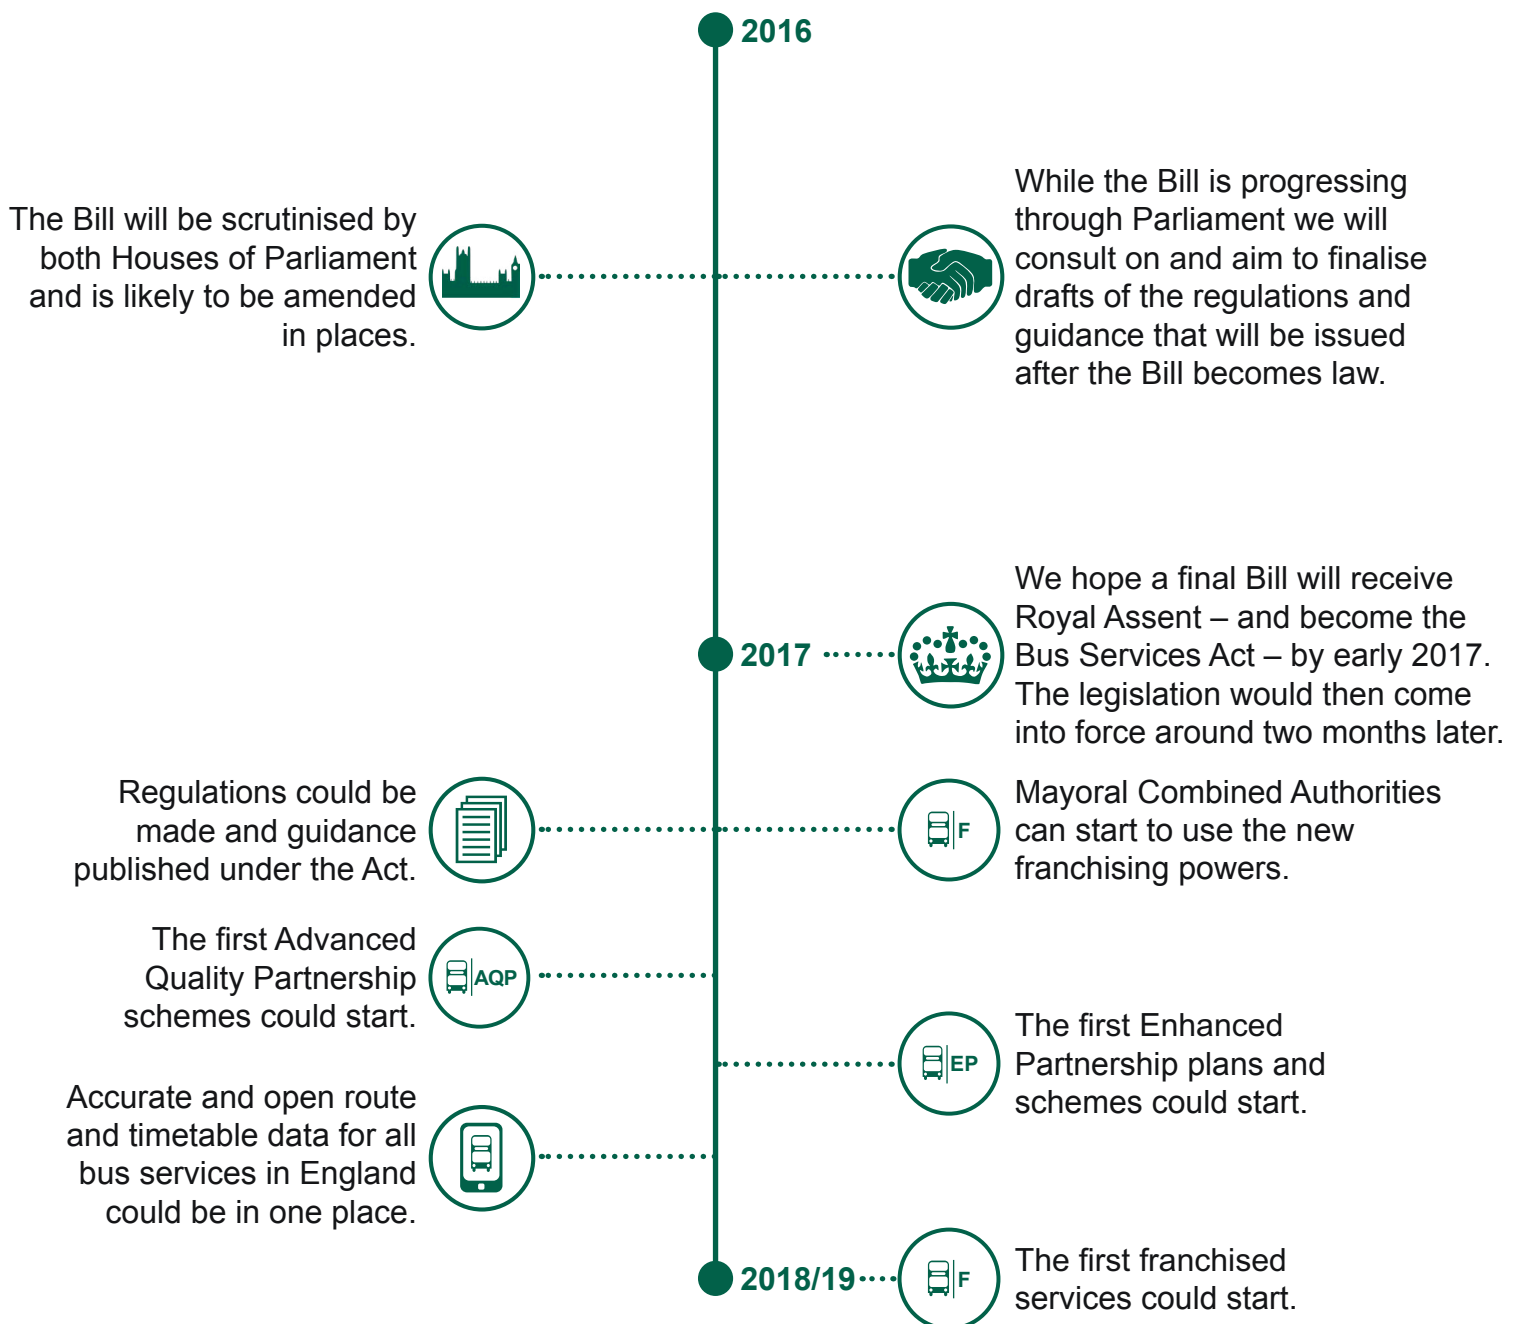 2016
The Bill will be scrutinised by
both Houses of Parliament
and is likely to be amended
in places.
While the Bill is progressing
through Parliament we will
consult on and aim to finalise
drafts of the regulations and
guidance that will be issued
after the Bill becomes law.
2017
We hope a final Bill will receive
Royal Assent – and become the
Bus Services Act – by early 2017.
The legislation would then come
into force around two months later.
Regulations could be
made and guidance
published under the Act.
F
Mayoral Combined Authorities
can start to use the new
franchising powers.
The first Advanced
Quality Partnership
schemes could start.
AQP
EP
The first Enhanced
Partnership plans and
schemes could start.
Accurate and open route
and timetable data for all
bus services in England
could be in one place.
2018/19
F
The first franchised
services could start.